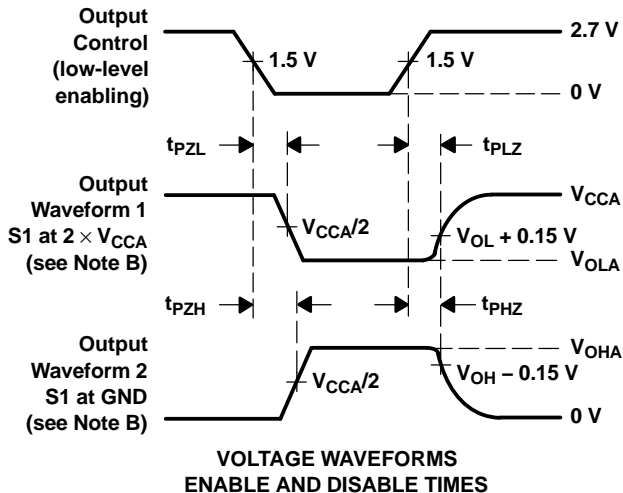 Output
Control
(low-level
enabling)
2.7 V
1.5 V
1.5 V
0 V
tPZL
tPLZ
Output
Waveform 1
S1 at 2 × VCCA
(see Note B)
VCCA
VCCA/2
VOL + 0.15 V
VOLA
tPZH
tPHZ
Output
Waveform 2
S1 at GND
(see Note B)
VOHA
VCCA/2
VOH − 0.15 V
0 V
VOLTAGE WAVEFORMS
ENABLE AND DISABLE TIMES